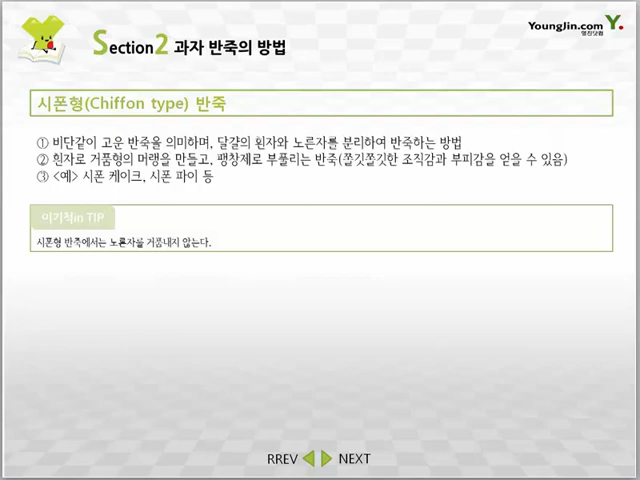 Section2 과자 반죽의 방법
YoungJin.com Y.
영진닷컴
시폰형(Chiffon type) 반죽
① 비단같이 고운 반죽을 의미하며, 달걀의 흰자와 노른자를 분리하여 반죽하는 방법
② 흰자로 거품형의 머랭을 만들고, 팽창제로 부풀리는 반죽(쫄깃쫄깃한 조직감과 부피감을 얻을 수 있음)
③ <예> 시폰 케이크, 시폰 파이 등
이기적in TIP
시폰형 반죽에서는 노른자를 거품내지 않는다.
RREV NEXT